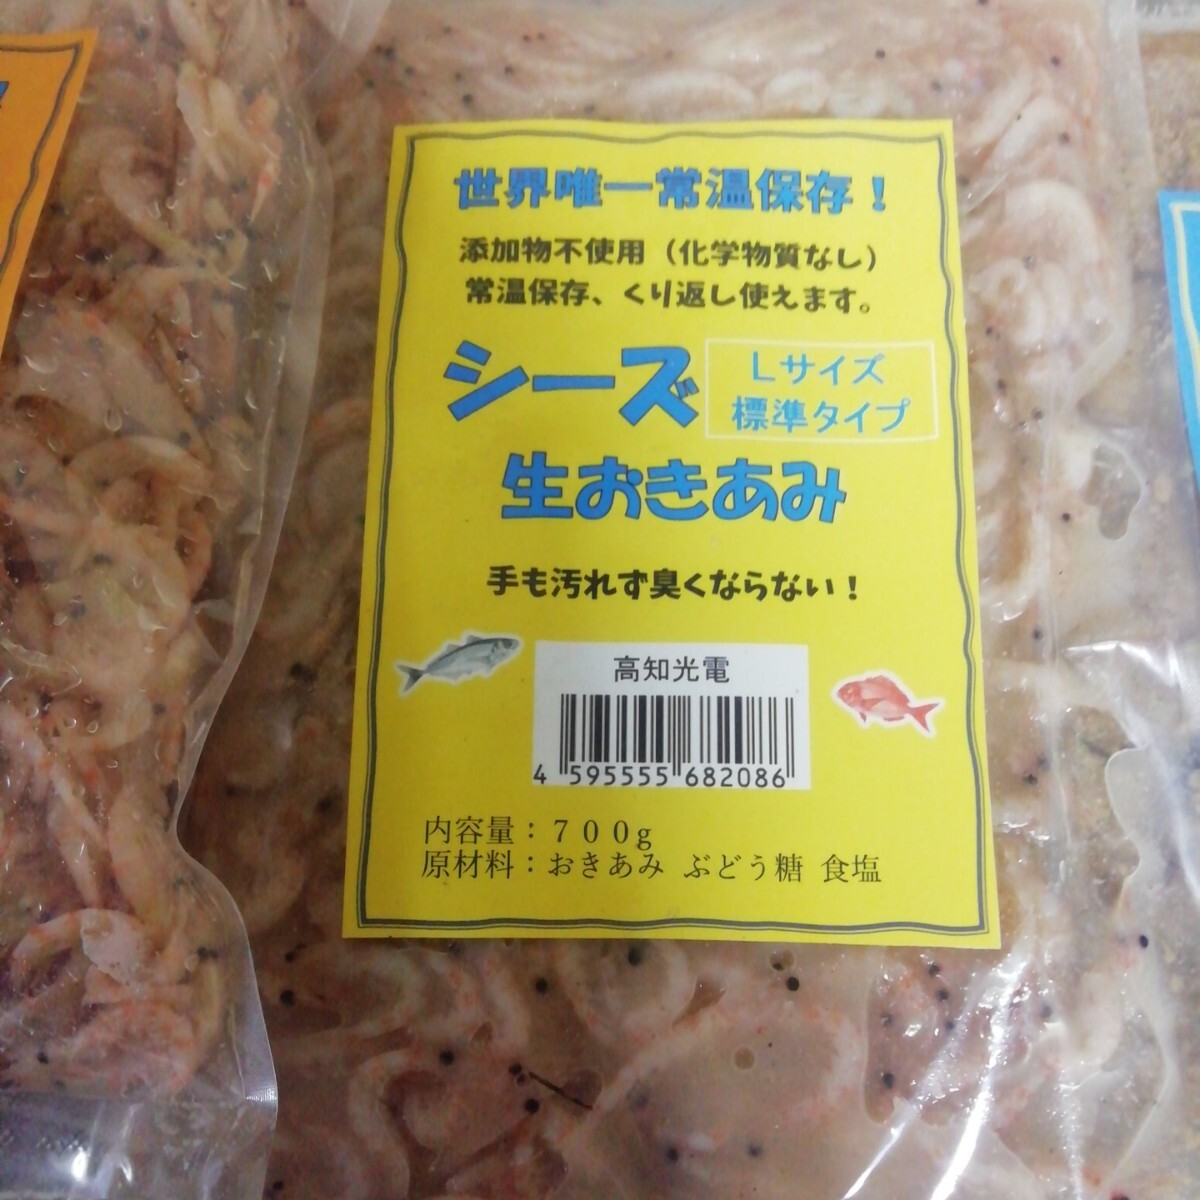 世界唯一常温保存！
添加物不使用（化学物質なし）
常温保存、くり返し使えます。
シーズ
Lサイズ
標準タイプ
生おきあみ
手も汚れず臭くならない！
高知光電
4 595555 682086
内容量：７００g
原材料：おきあみ ぶどう糖 食塩